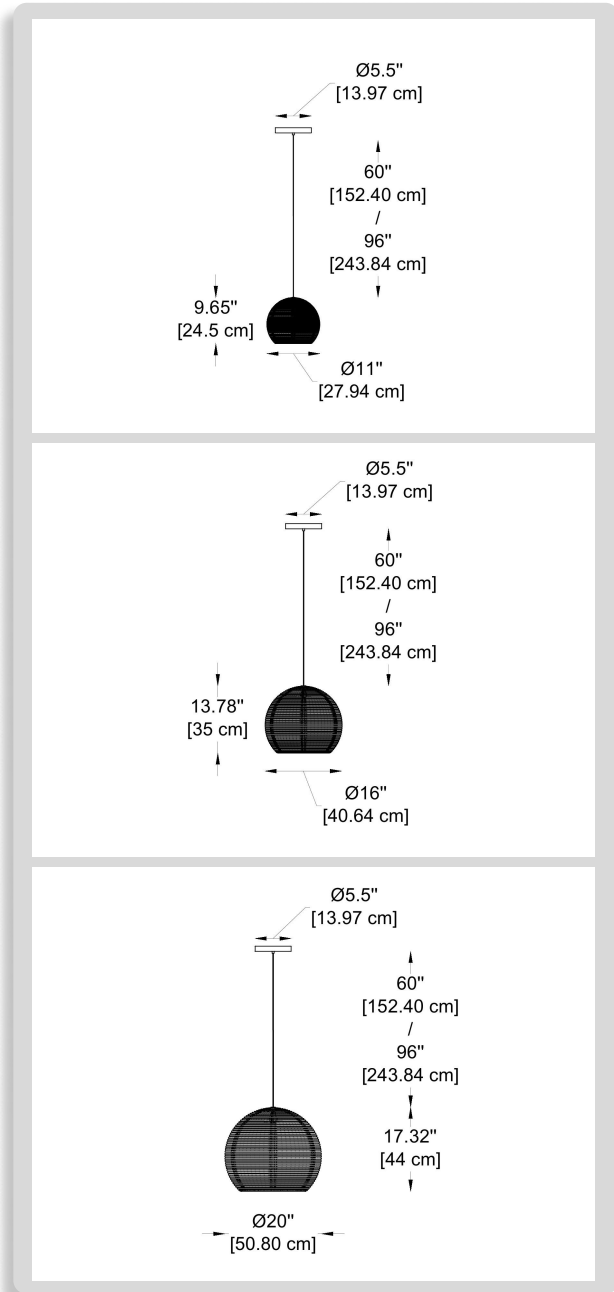 Ø5.5"
[13.97 cm]
60"
[152.40 cm]
/
96"
[243.84 cm]
9.65"
[24.5 cm]
Ø11"
[27.94 cm]
Ø5.5"
[13.97 cm]
60"
[152.40 cm]
/
96"
[243.84 cm]
13.78"
[35 cm]
Ø16"
[40.64 cm]
Ø5.5"
[13.97 cm]
60"
[152.40 cm]
/
96"
[243.84 cm]
17.32"
[44 cm]
Ø20"
[50.80 cm]